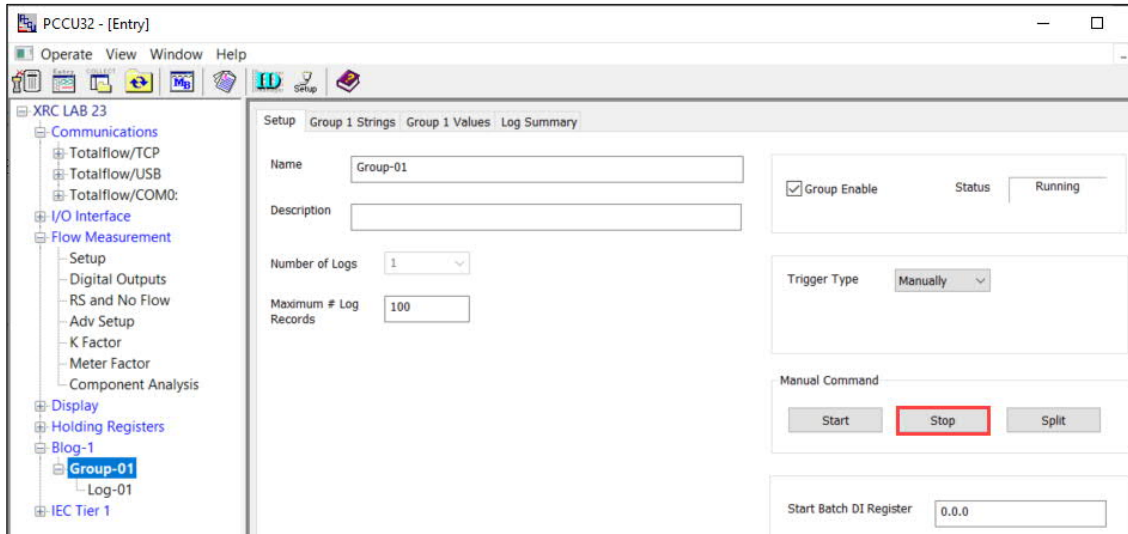 PCCU32 - [Entry]
Operate View Window Help
Entry COLLECT MB ID Setup
XRC LAB 23
Communications
Totalflow/TCP
Totalflow/USB
Totalflow/COM0:
I/O Interface
Flow Measurement
Setup
Digital Outputs
RS and No Flow
Adv Setup
K Factor
Meter Factor
Component Analysis
Display
Holding Registers
Blog-1
Group-01
Log-01
IEC Tier 1
Setup Group 1 Strings Group 1 Values Log Summary
Name Group-01
Description
Number of Logs 1
Maximum # Log
Records
100
Group Enable Status Running
Trigger Type Manually
Manual Command
Start Stop Split
Start Batch DI Register 0.0.0